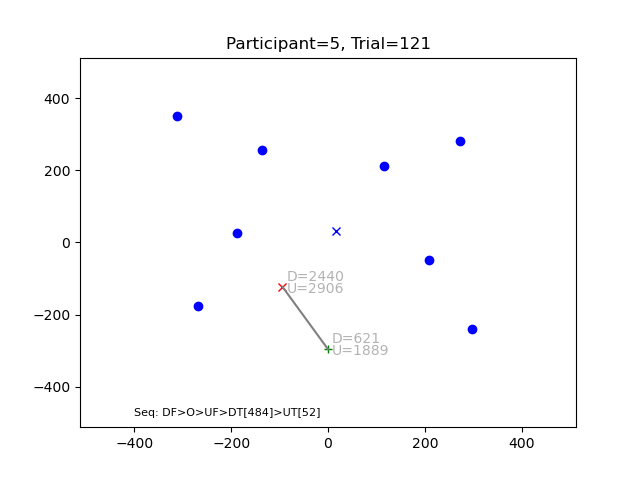 Participant=5, Trial=121
400
200
0
−200
−400
D=2440
U=2906
D=621
U=1889
Seq: DF>O>UF>DT[484]>UT[52]
−400 −200 0 200 400